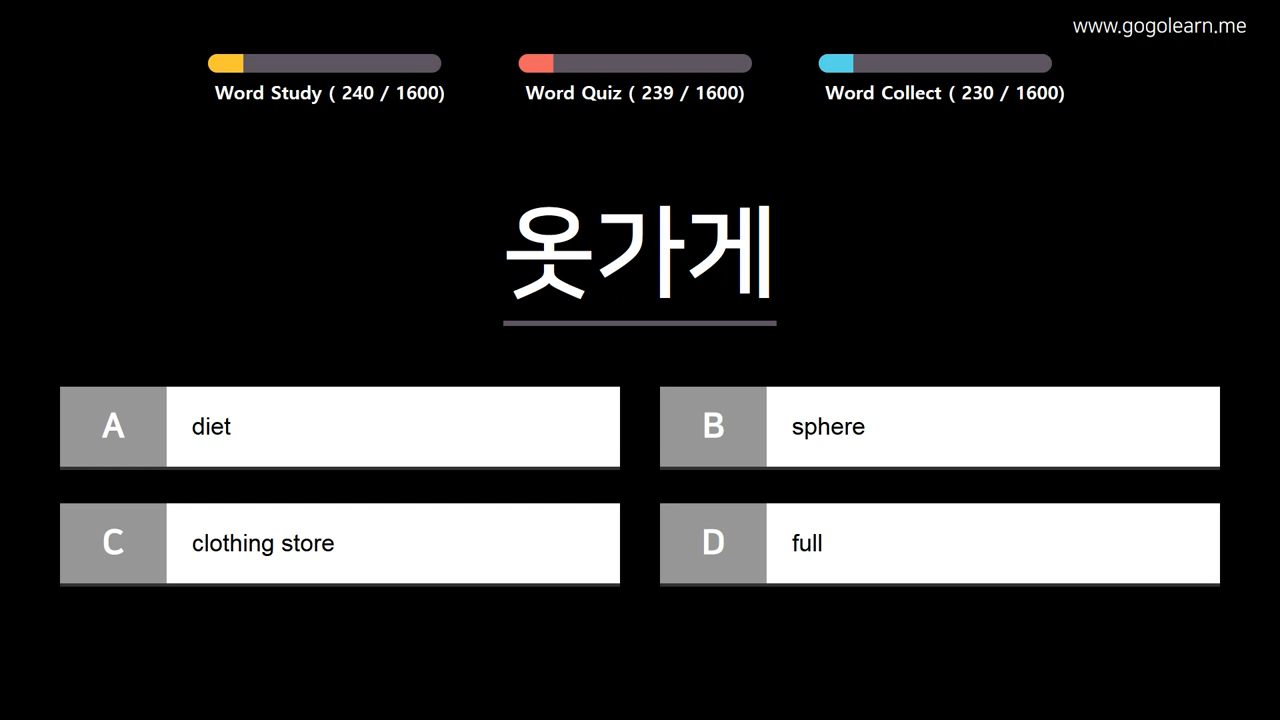 www.gogolearn.me
Word Study ( 240 / 1600)
Word Quiz ( 239 / 1600)
Word Collect ( 230 / 1600)
옷가게
A diet
B sphere
C clothing store
D full